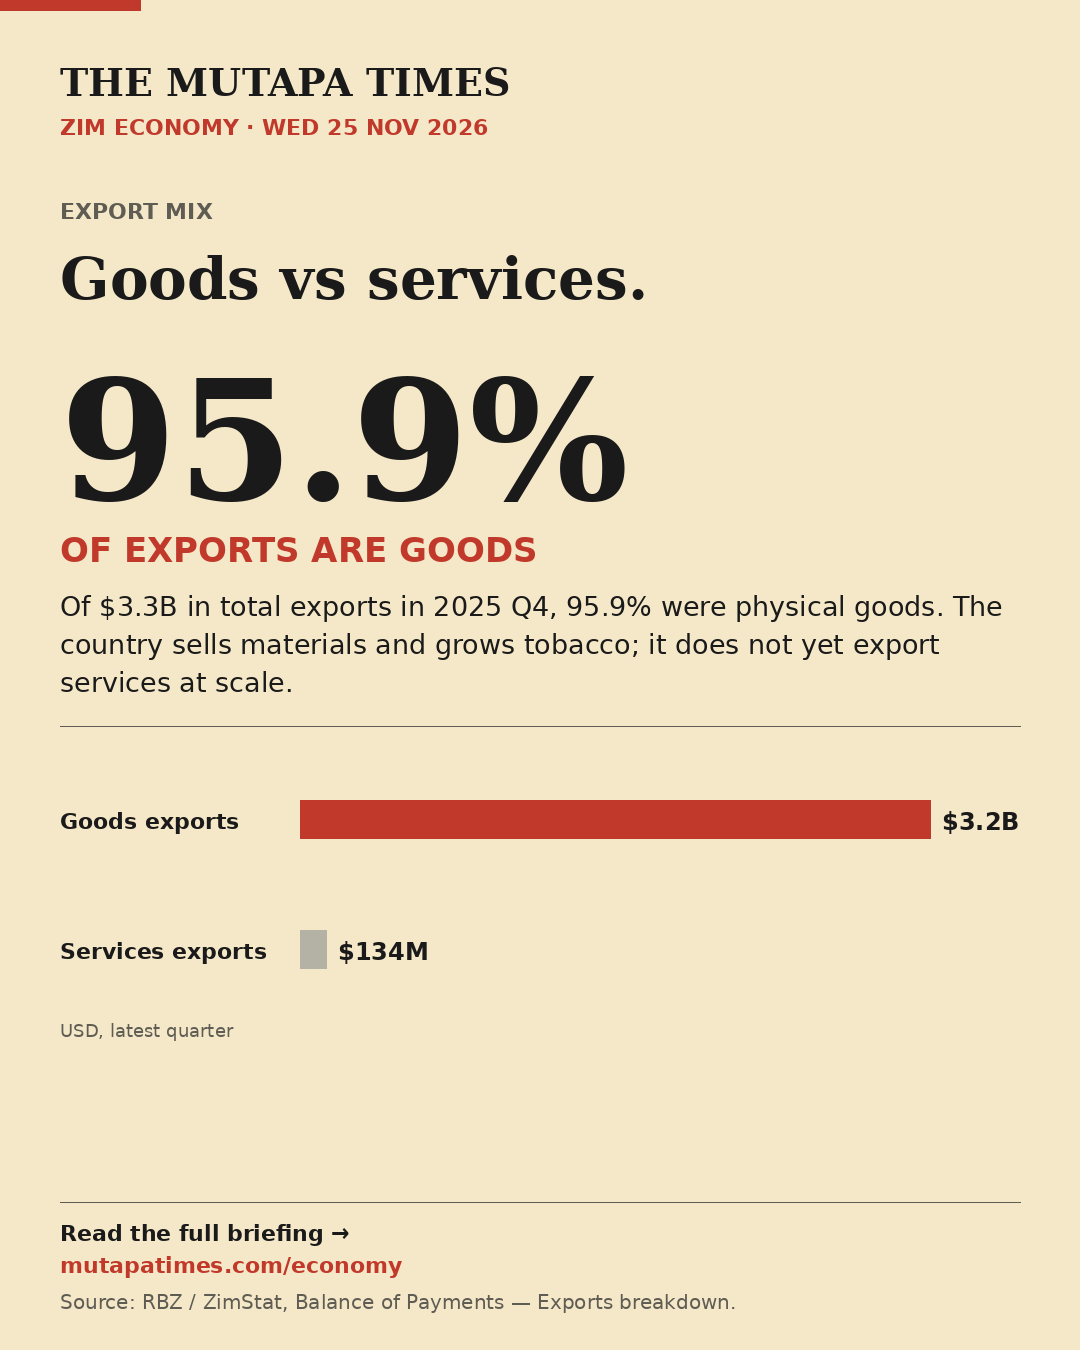 THE MUTAPA TIMES
ZIM ECONOMY · WED 25 NOV 2026
EXPORT MIX
Goods vs services.
95.9%
OF EXPORTS ARE GOODS
Of $3.3B in total exports in 2025 Q4, 95.9% were physical goods. The
country sells materials and grows tobacco; it does not yet export
services at scale.
Goods exports $3.2B
Services exports $134M
USD, latest quarter
Read the full briefing →
mutapatimes.com/economy
Source: RBZ / ZimStat, Balance of Payments — Exports breakdown.